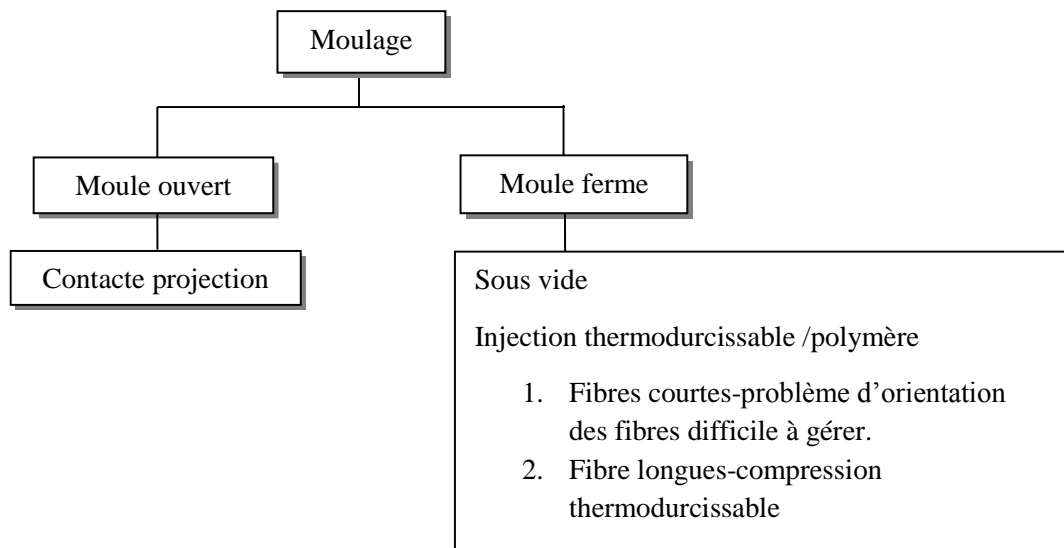 Moulage
Moule ouvert
Moule ferme
Contacte projection
Sous vide
Injection thermodurcissable /polymère
1. Fibres courtes-problème d'orientation
des fibres difficile à gérer.
2. Fibre longues-compression
thermodurcissable